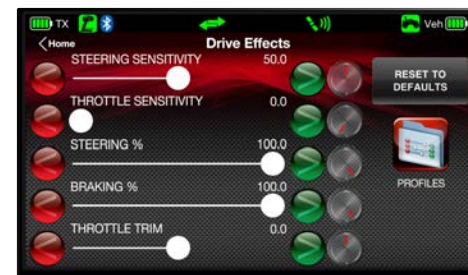 TX
Veh
Home
Drive Effects
STEERING SENSITIVITY 50.0
RESET TO
DEFAULTS
THROTTLE SENSITIVITY 0.0
STEERING % 100.0
PROFILES
BRAKING % 100.0
THROTTLE TRIM 0.0